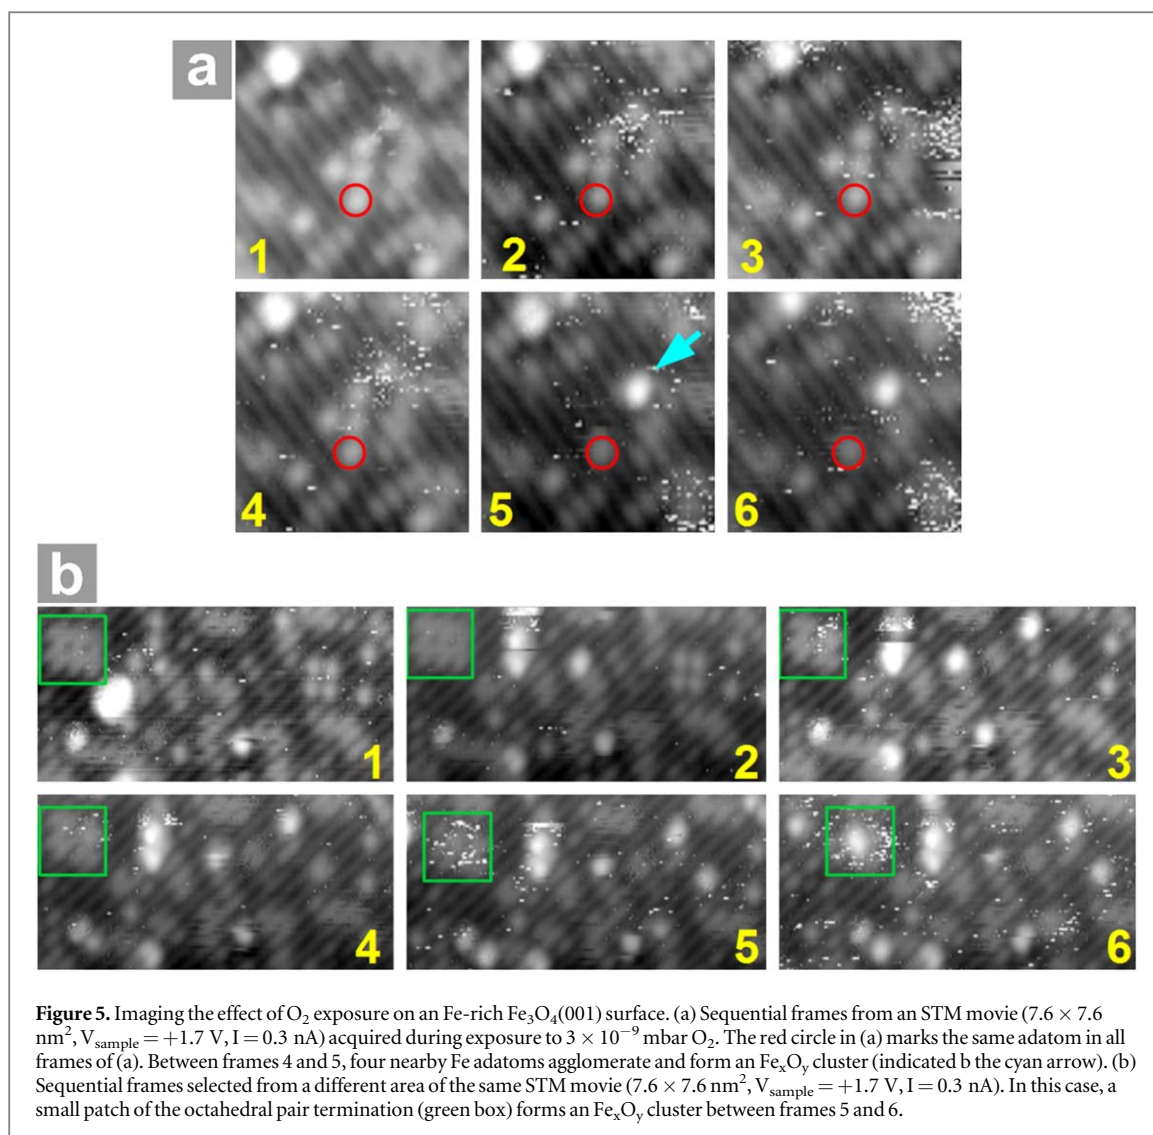 a
1
2
3
4
5
6
b
1
2
3
4
5
6
Figure 5. Imaging the effect of O₂ exposure on an Fe-rich Fe₃O₄(001) surface. (a) Sequential frames from an STM movie (7.6 × 7.6
nm², V_sample = +1.7 V, I = 0.3 nA) acquired during exposure to 3 × 10⁻⁹ mbar O₂. The red circle in (a) marks the same adatom in all
frames of (a). Between frames 4 and 5, four nearby Fe adatoms agglomerate and form an FeₓO_y cluster (indicated b the cyan arrow). (b)
Sequential frames selected from a different area of the same STM movie (7.6 × 7.6 nm², V_sample = +1.7 V, I = 0.3 nA). In this case, a
small patch of the octahedral pair termination (green box) forms an FeₓO_y cluster between frames 5 and 6.